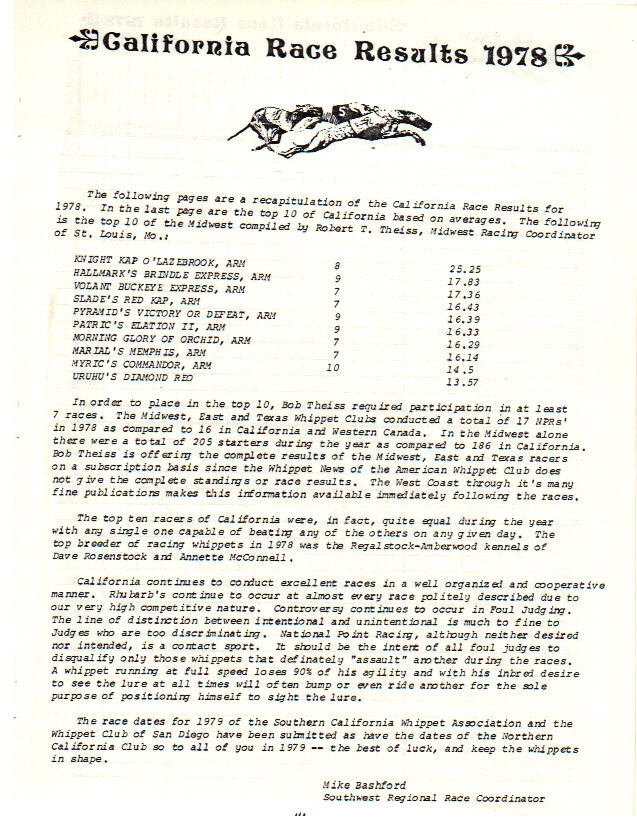 California Race Results 1978
5
The following pages are a recapitulation of the California Race Results for
1978. In the last page are the top 10 of California based on averages. The following
is the top 10 of the Midwest compiled by Robert T. Theiss, Midwest Racing Coordinator
of St. Louis, Mo.:
KNIGHT KAP O'LAZEBROOK, ARM 8 25.25
HALLMARK'S BRINDLE EXPRESS, ARM 9 17.83
VOLANT BUCKEYE EXPRESS, ARM 7 17.36
SLADE'S RED KAP, ARM 7 16.43
PYRAMID'S VICTORY OR DEFEAT, ARM 9 16.39
PATRIC'S ELATION II, ARM 9 16.33
MORNING GLORY OF ORCHID, ARM 7 16.29
MARIAL'S MEMPHIS, ARM 7 16.14
MYRIC'S COMMANDOR, ARM 10 14.5
URUHU'S DIAMOND REO 13.57
In order to place in the top 10, Bob Theiss required participation in at least
7 races. The Midwest, East and Texas Whippet Clubs conducted a total of 17 NPRs'
in 1978 as compared to 16 in California and Western Canada. In the Midwest alone
there were a total of 205 starters during the year as compared to 186 in California.
Bob Theiss is offering the complete results of the Midwest, East and Texas racers
on a subscription basis since the Whippet News of the American Whippet Club does
not give the complete standings or race results. The West Coast through it's many
fine publications makes this information available immediately following the races.
The top ten racers of California were, in fact, quite equal during the year
with any single one capable of beating any of the others on any given day. The
top breeder of racing whippets in 1978 was the Regalstock-Amberwood kennels of
Dave Rosenstock and Annette McConnell.
California continues to conduct excellent races in a well organized and cooperative
manner. Rhubarb's continue to occur at almost every race politely described due to
our very high competitive nature. Controversy continues to occur in Foul Judging.
The line of distinction between intentional and unintentional is much to fine to
Judges who are too discriminating. National Point Racing, although neither desired
nor intended, is a contact sport. It should be the intent of all foul judges to
disqualify only those whippets that definately "assault" another during the races.
A whippet running at full speed loses 90% of his agility and with his inbred desire
to see the lure at all times will often bump or even ride another for the sole
purpose of positioning himself to sight the lure.
The race dates for 1979 of the Southern California Whippet Association and the
Whippet Club of San Diego have been submitted as have the dates of the Northern
California Club so to all of you in 1979 -- the best of luck, and keep the whippets
in shape.
Mike Bashford
Southwest Regional Race Coordinator